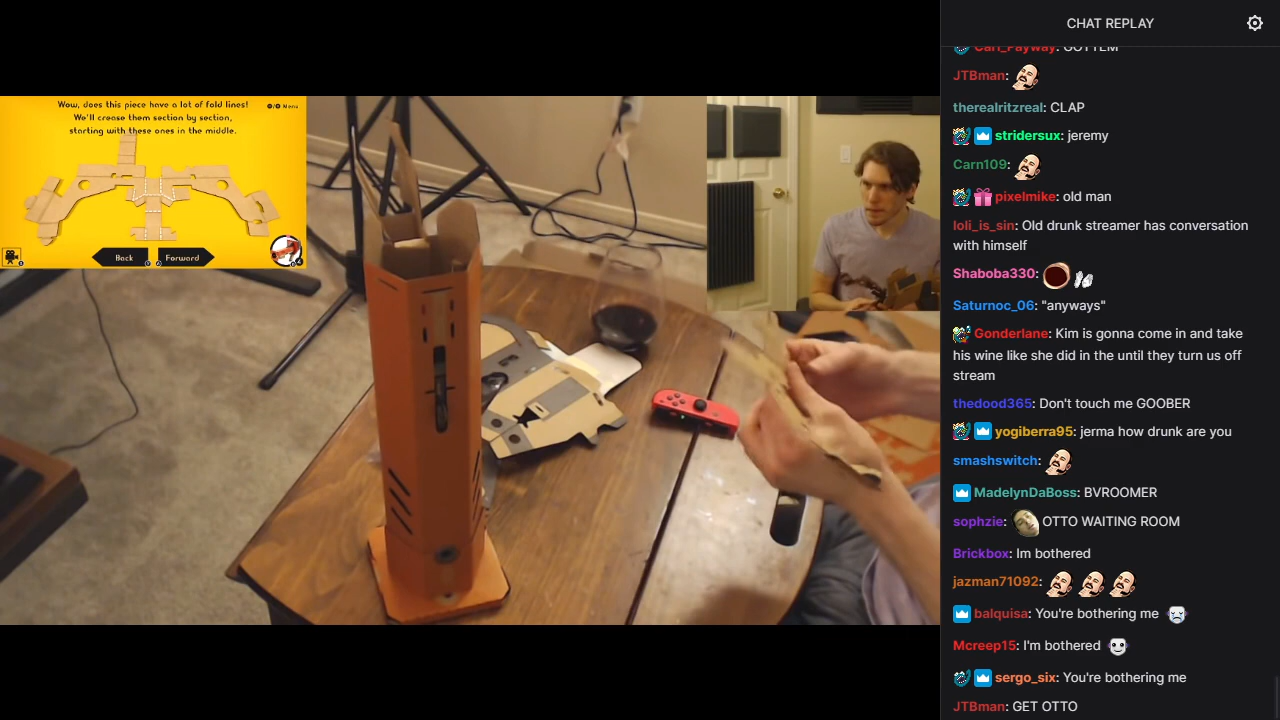 CHAT REPLAY
Wow, does this piece have a lot of fold lines!
We'll crease them section by section,
starting with these ones in the middle.
Menu
Back
Forward
Carl_Payway: GOTTEM
JTBman:
therealritzreal: CLAP
stridersux: jeremy
Carn109:
pixelmike: old man
loli_is_sin: Old drunk streamer has conversation
with himself
Shaboba330:
Saturnoc_06: "anyways"
Gonderlane: Kim is gonna come in and take
his wine like she did in the until they turn us off
stream
thedood365: Don't touch me GOOBER
yogiberra95: jerma how drunk are you
smashswitch:
MadelynDaBoss: BVROOMER
sophzie: OTTO WAITING ROOM
Brickbox: Im bothered
jazman71092:
balquisa: You're bothering me
Mcreep15: I'm bothered
sergo_six: You're bothering me
JTBman: GET OTTO